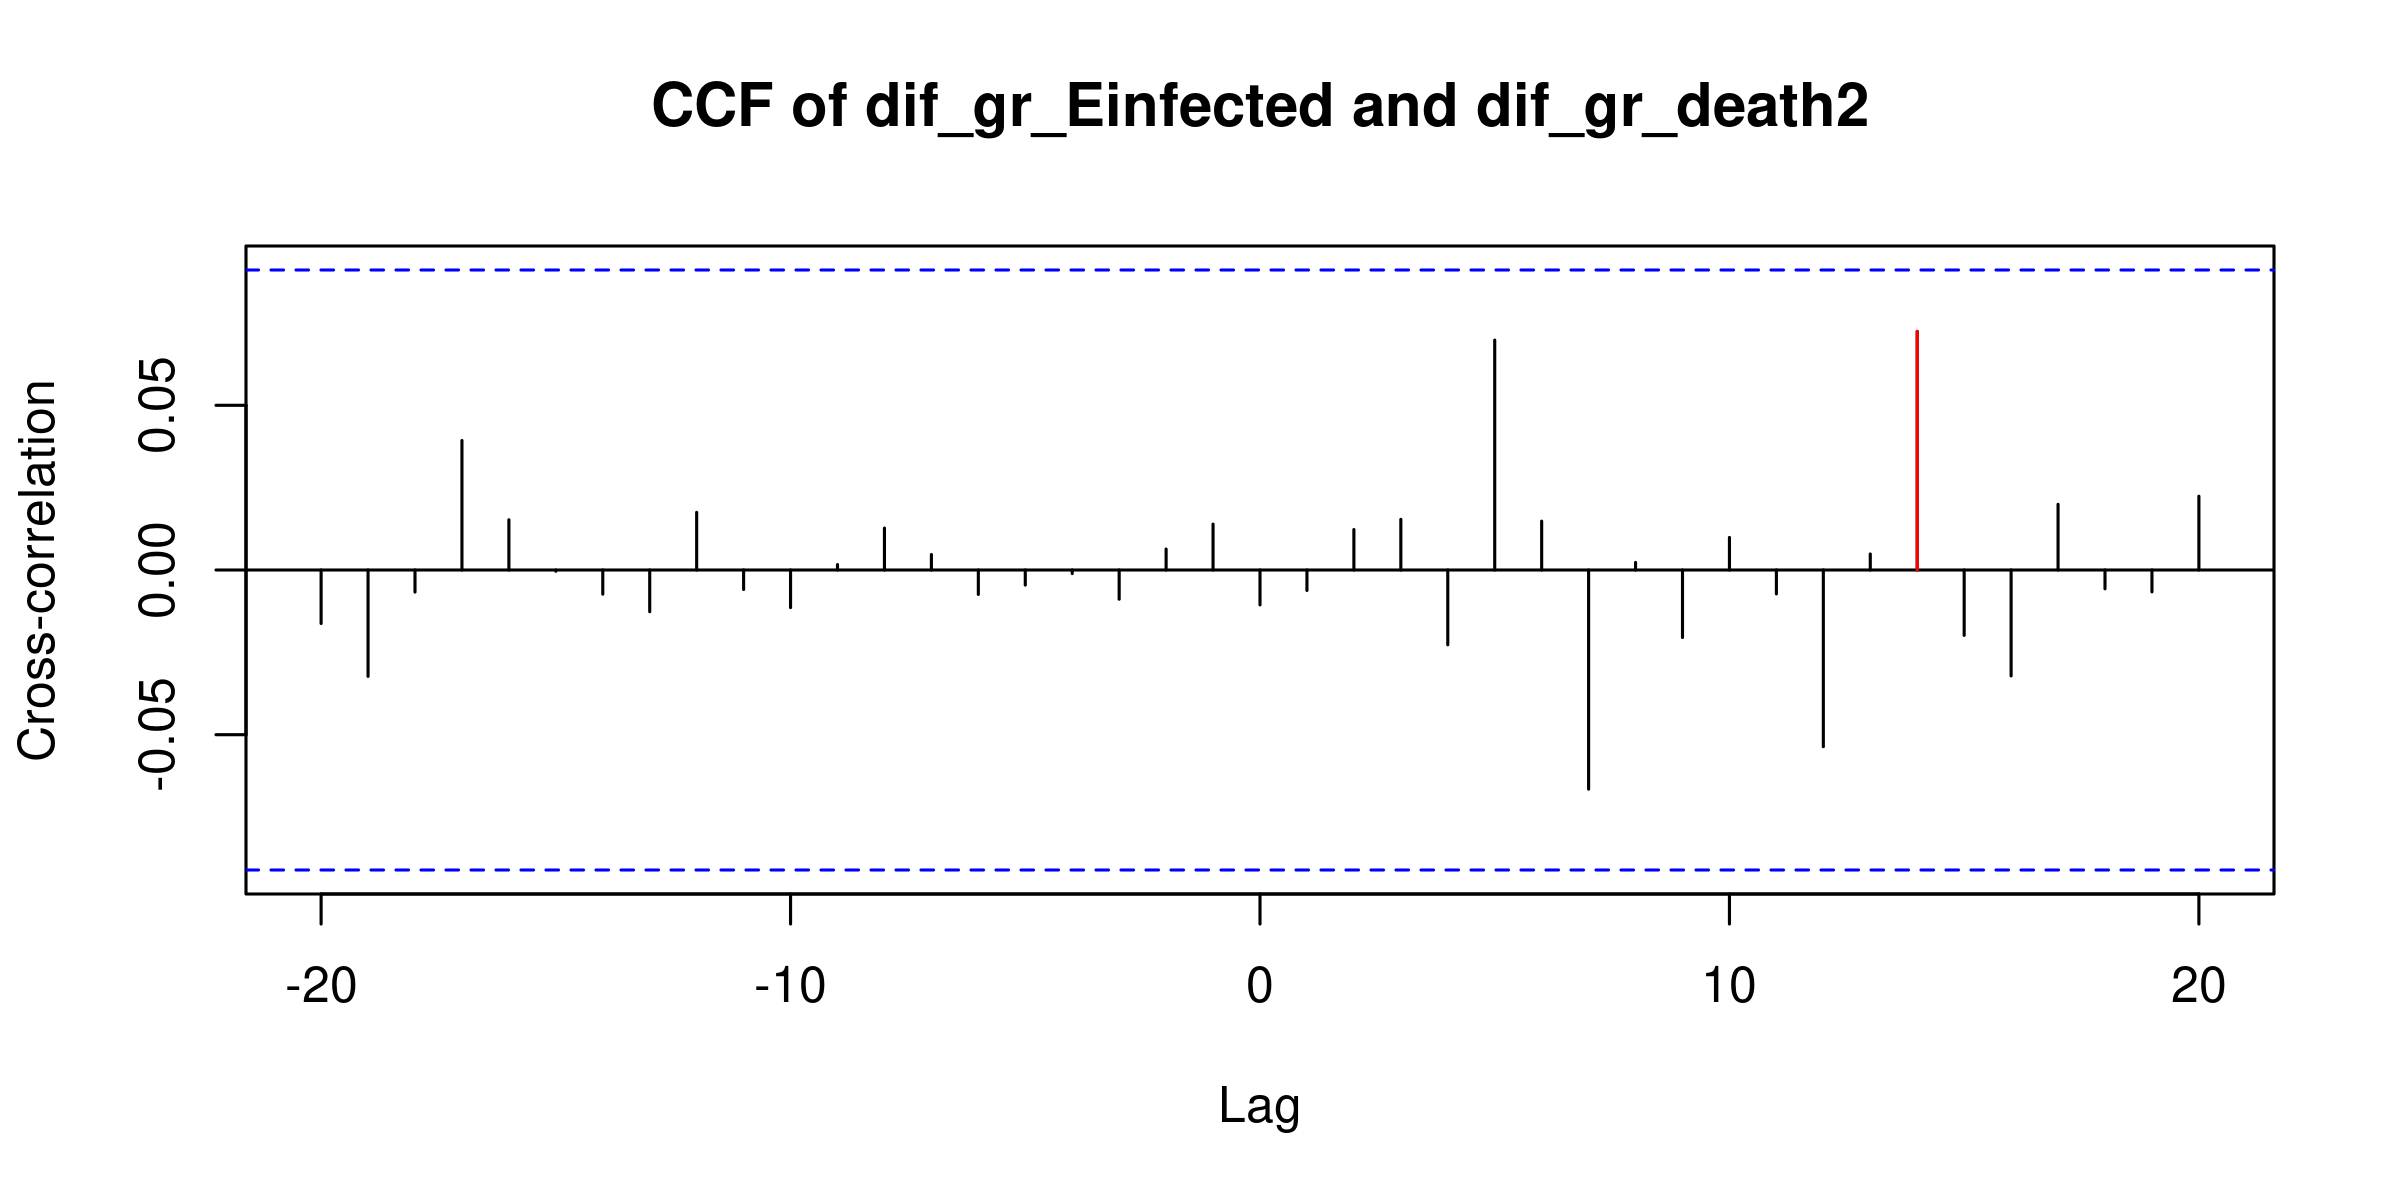 CCF of dif_gr_Einfected and dif_gr_death2
Cross-correlation
0.05
0.00
-0.05
-20
-10
0
10
20
Lag